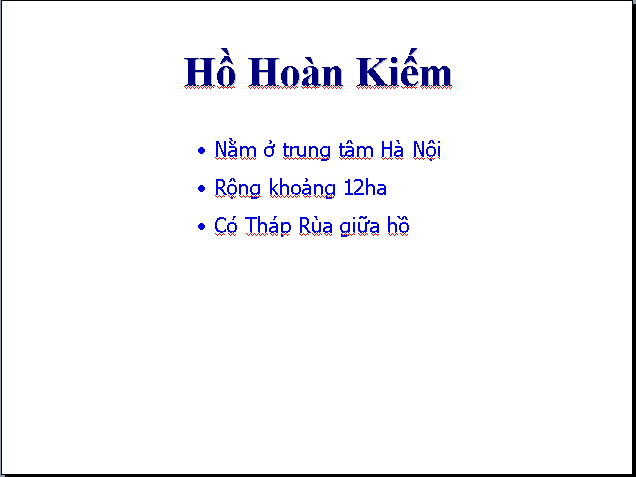 Hồ Hoàn Kiếm
• Nằm ở trung tâm Hà Nội
• Rộng khoảng 12ha
• Có Tháp Rùa giữa hồ